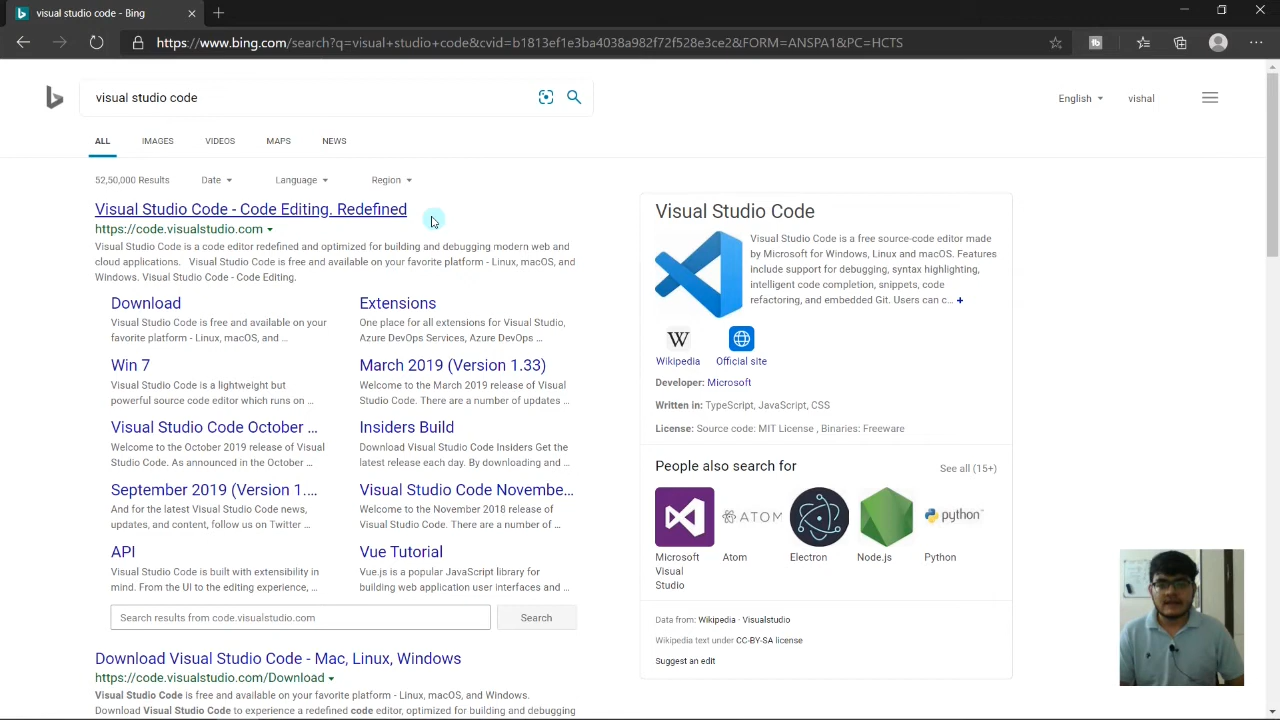 visual studio code - Bing
https://www.bing.com/search?q=visual+studio+code&cvid=b1813ef1e3ba4038a982f72f528e3ce2&FORM=ANSPA1&PC=HCTS
visual studio code
English
vishal
ALL
IMAGES
VIDEOS
MAPS
NEWS
52,50,000 Results
Date
Language
Region
Visual Studio Code - Code Editing. Redefined
https://code.visualstudio.com
Visual Studio Code is a code editor redefined and optimized for building and debugging modern web and
cloud applications. Visual Studio Code is free and available on your favorite platform - Linux, macOS, and
Windows. Visual Studio Code - Code Editing.
Download
Visual Studio Code is free and available on your
favorite platform - Linux, macOS, and ...
Extensions
One place for all extensions for Visual Studio,
Azure DevOps Services, Azure DevOps ...
Win 7
Visual Studio Code is a lightweight but
powerful source code editor which runs on ...
March 2019 (Version 1.33)
Welcome to the March 2019 release of Visual
Studio Code. There are a number of updates ...
Visual Studio Code October ...
Welcome to the October 2019 release of Visual
Studio Code. As announced in the October ...
Insiders Build
Download Visual Studio Code Insiders Get the
latest release each day. By downloading and ...
September 2019 (Version 1....
And for the latest Visual Studio Code news,
updates, and content, follow us on Twitter ...
Visual Studio Code Novembe...
Welcome to the November 2018 release of
Visual Studio Code. There are a number of ...
API
Visual Studio Code is built with extensibility in
mind. From the UI to the editing experience, ...
Vue Tutorial
Vue.js is a popular JavaScript library for
building web application user interfaces and ...
Search results from code.visualstudio.com
Search
Download Visual Studio Code - Mac, Linux, Windows
https://code.visualstudio.com/Download
Visual Studio Code is free and available on your favorite platform - Linux, macOS, and Windows.
Download Visual Studio Code to experience a redefined code editor, optimized for building and debugging
Visual Studio Code
Visual Studio Code is a free source-code editor made
by Microsoft for Windows, Linux and macOS. Features
include support for debugging, syntax highlighting,
intelligent code completion, snippets, code
refactoring, and embedded Git. Users can c... +
W
Wikipedia
Official site
Developer: Microsoft
Written in: TypeScript, JavaScript, CSS
License: Source code: MIT License , Binaries: Freeware
People also search for
See all (15+)
ATOM
python
Microsoft
Visual
Studio
Atom
Electron
Node.js
Python
Data from: Wikipedia · Visualstudio
Wikipedia text under CC-BY-SA license
Suggest an edit